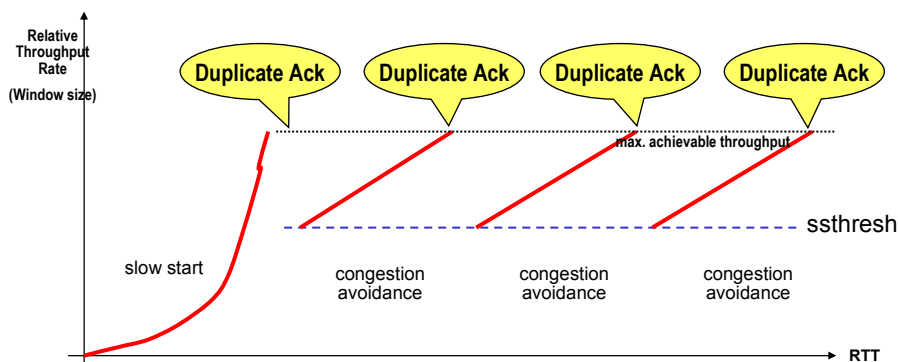 Relative
Throughput
Rate
(Window size)
Duplicate Ack
Duplicate Ack
Duplicate Ack
Duplicate Ack
max. achievable throughput
ssthresh
slow start
congestion
avoidance
congestion
avoidance
congestion
avoidance
RTT